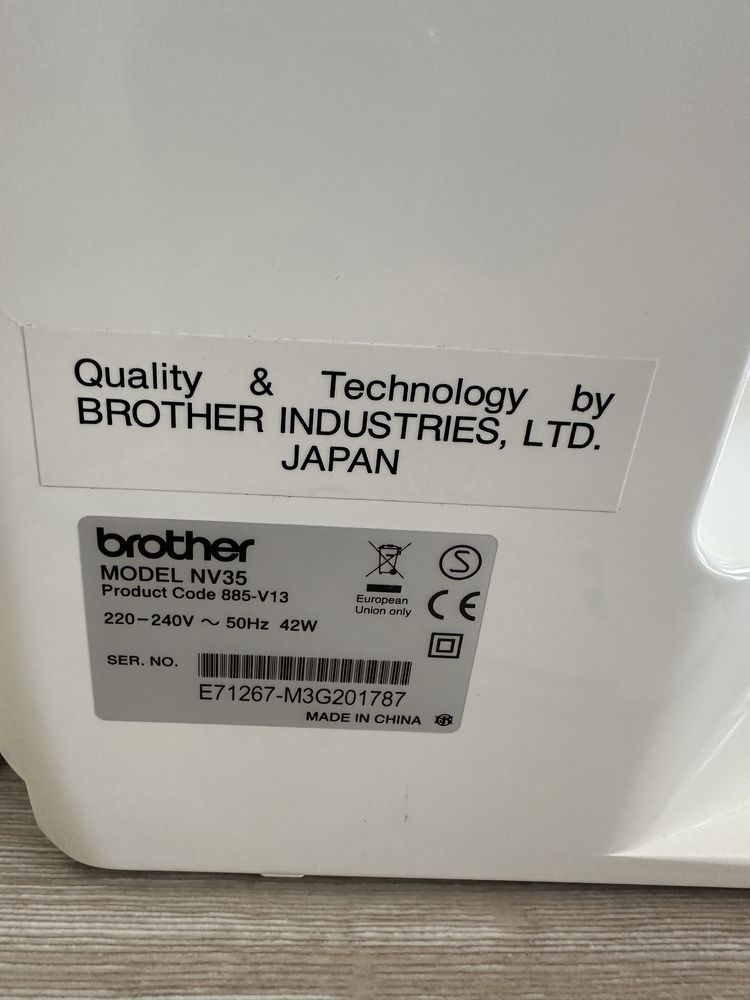 Quality & Technology by
BROTHER INDUSTRIES, LTD.
JAPAN
brother
MODEL NV35
Product Code 885-V13
220-240V ~ 50Hz 42W
European
Union only
S
CE
SER. NO.
E71267-M3G201787
MADE IN CHINA